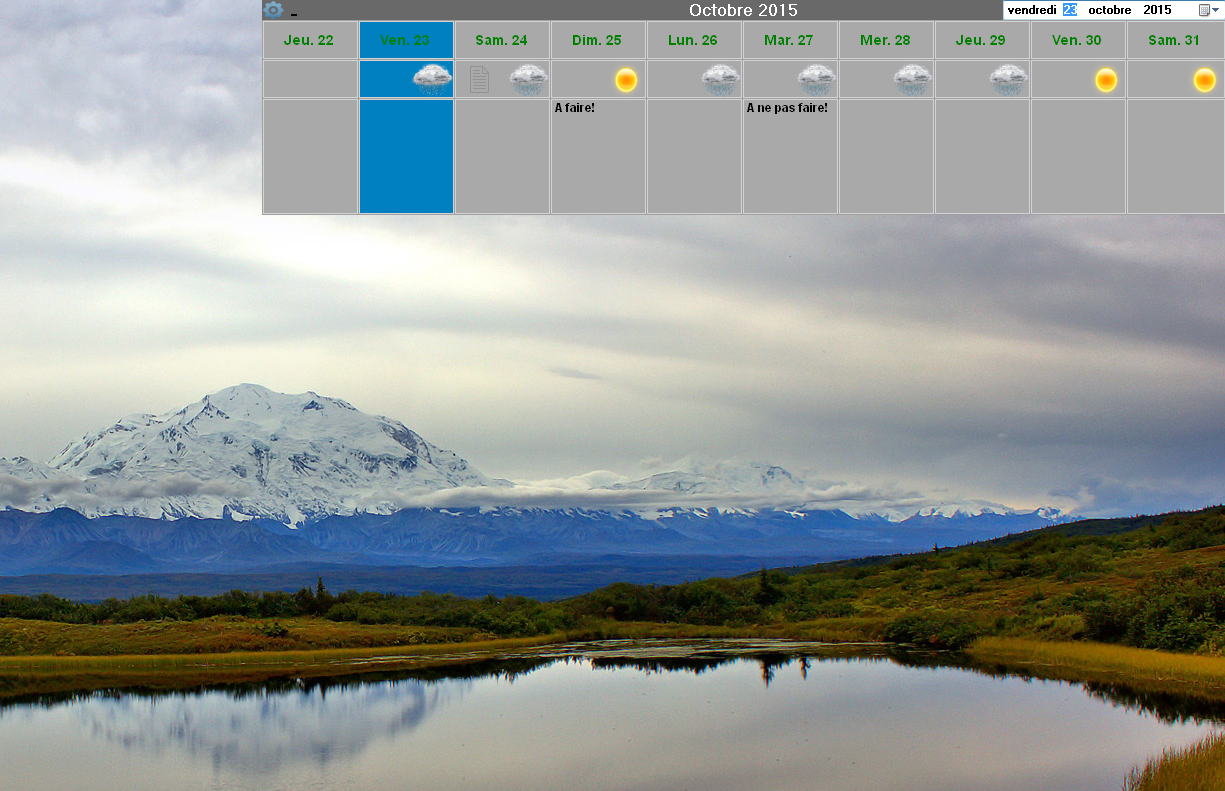 Octobre 2015
vendredi 23 octobre 2015
Jeu. 22 Ven. 23 Sam. 24 Dim. 25 Lun. 26 Mar. 27 Mer. 28 Jeu. 29 Ven. 30 Sam. 31
A faire! A ne pas faire!